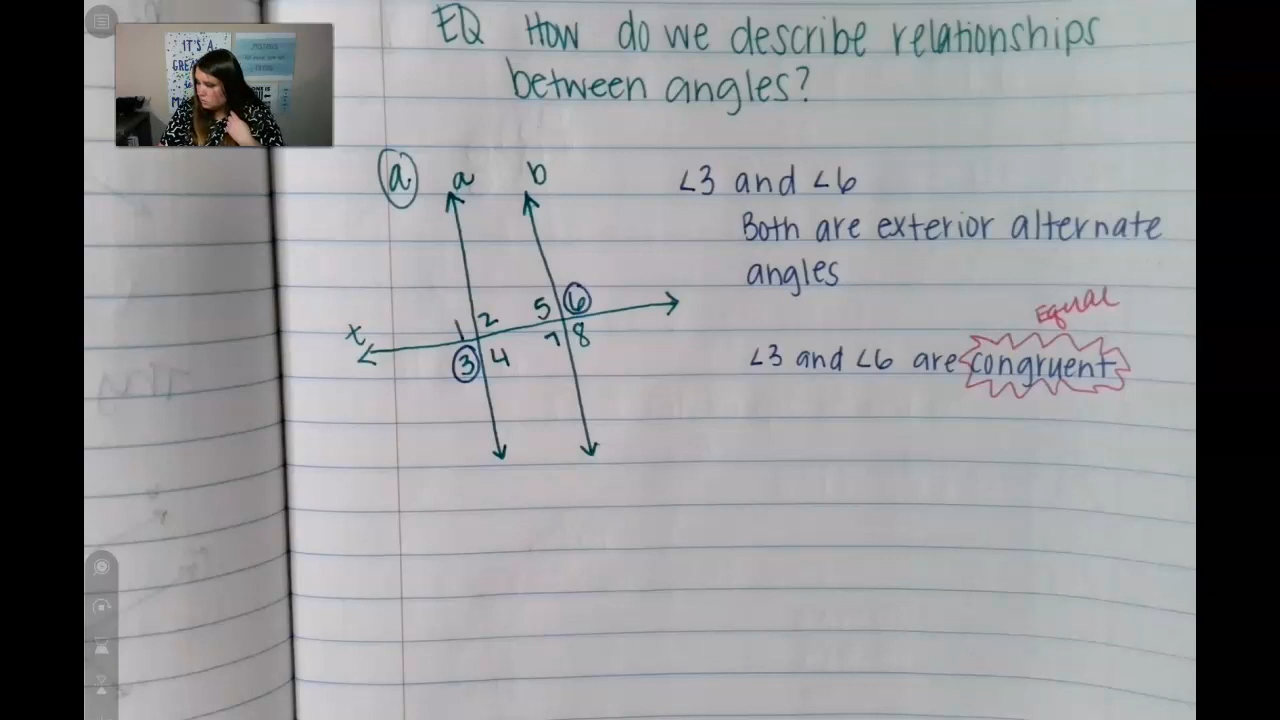 EQ How do we describe relationships
between angles?
IT'S A
a
a
b
∠3 and ∠6
Both are exterior alternate
angles
Equal
∠3 and ∠6 are congruent
t
1 2
5 6
3 4
7 8